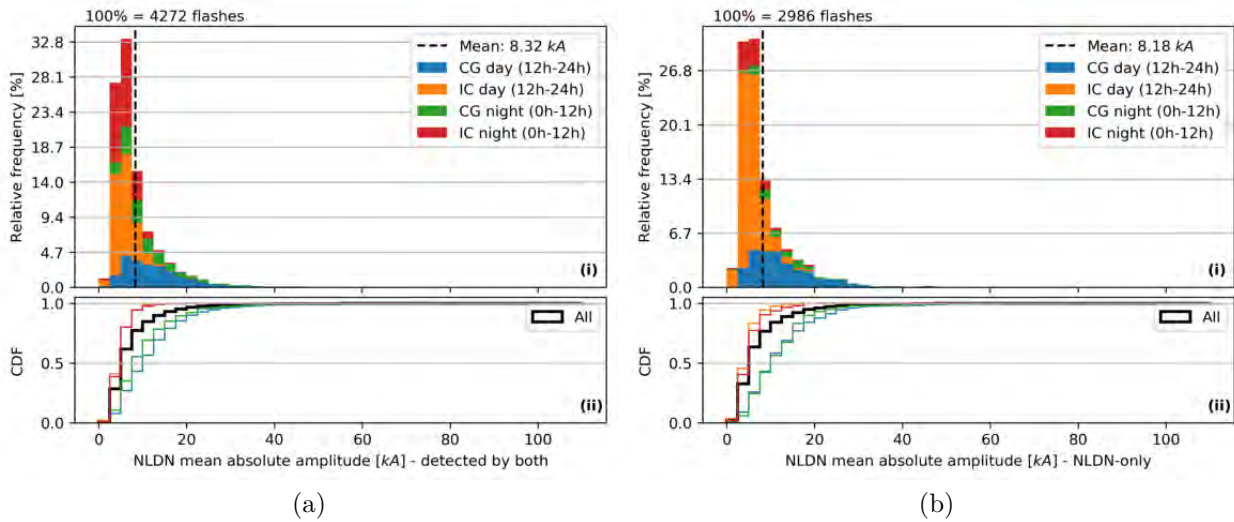 100% = 4272 flashes
Relative frequency [%]
32.8
28.1
23.4
18.7
14.0
9.4
4.7
0.0
Mean: 8.32 kA
CG day (12h-24h)
IC day (12h-24h)
CG night (0h-12h)
IC night (0h-12h)
(i)
CDF
1.0
0.5
0.0
All
(ii)
0 20 40 60 80 100
NLDN mean absolute amplitude [kA] - detected by both
(a)
100% = 2986 flashes
Relative frequency [%]
26.8
20.1
13.4
6.7
0.0
Mean: 8.18 kA
CG day (12h-24h)
IC day (12h-24h)
CG night (0h-12h)
IC night (0h-12h)
(i)
CDF
1.0
0.5
0.0
All
(ii)
0 20 40 60 80 100
NLDN mean absolute amplitude [kA] - NLDN-only
(b)